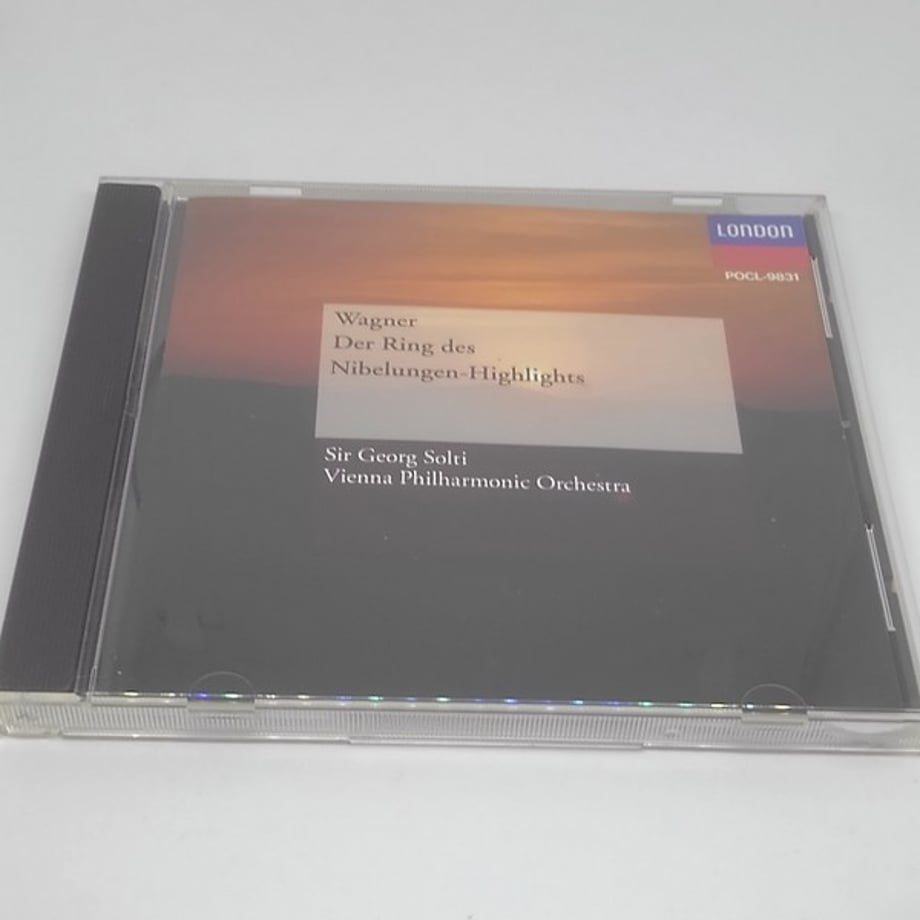 LONDON
POCL-9831
Wagner
Der Ring des
Nibelungen-Highlights
Sir Georg Solti
Vienna Philharmonic Orchestra